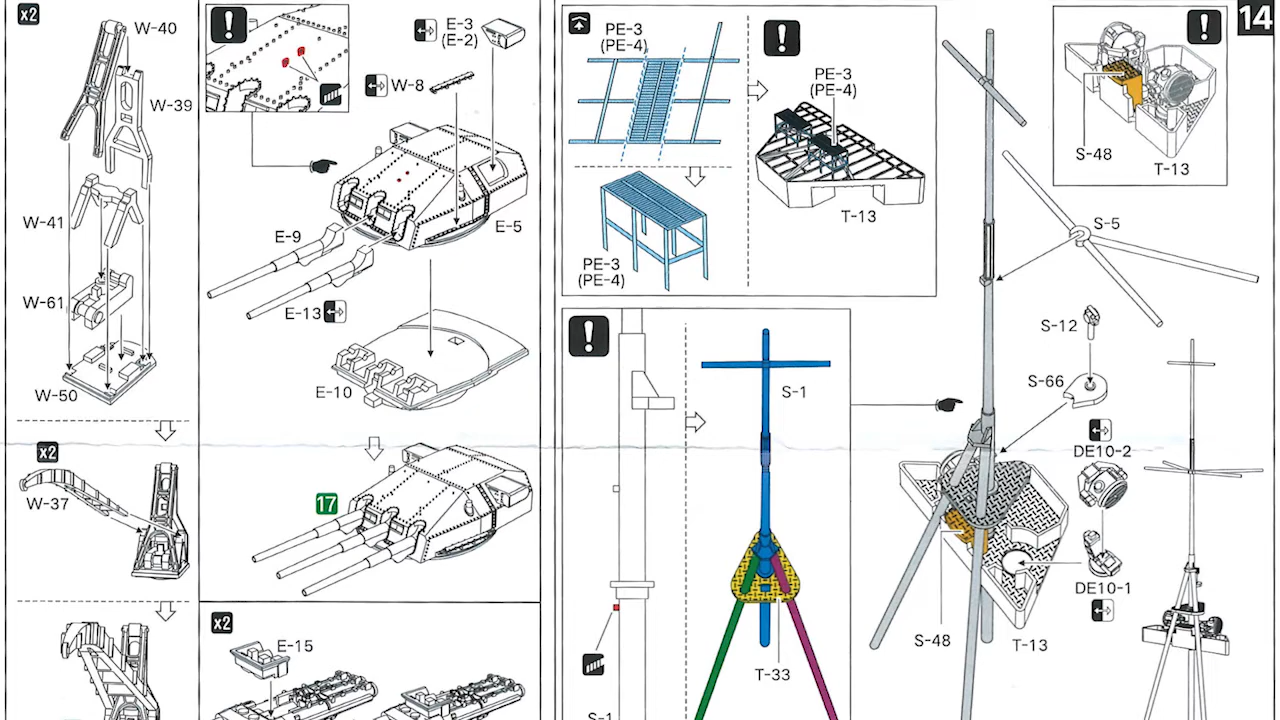 x2
W-40
W-39
W-41
W-61
W-50
x2
W-37
!
E-3
(E-2)
W-8
E-9
E-5
E-13
E-10
17
x2
E-15
PE-3
(PE-4)
!
PE-3
(PE-4)
T-13
PE-3
(PE-4)
!
S-1
T-33
S-1
14
!
S-48
T-13
S-5
S-12
S-66
DE10-2
DE10-1
S-48
T-13